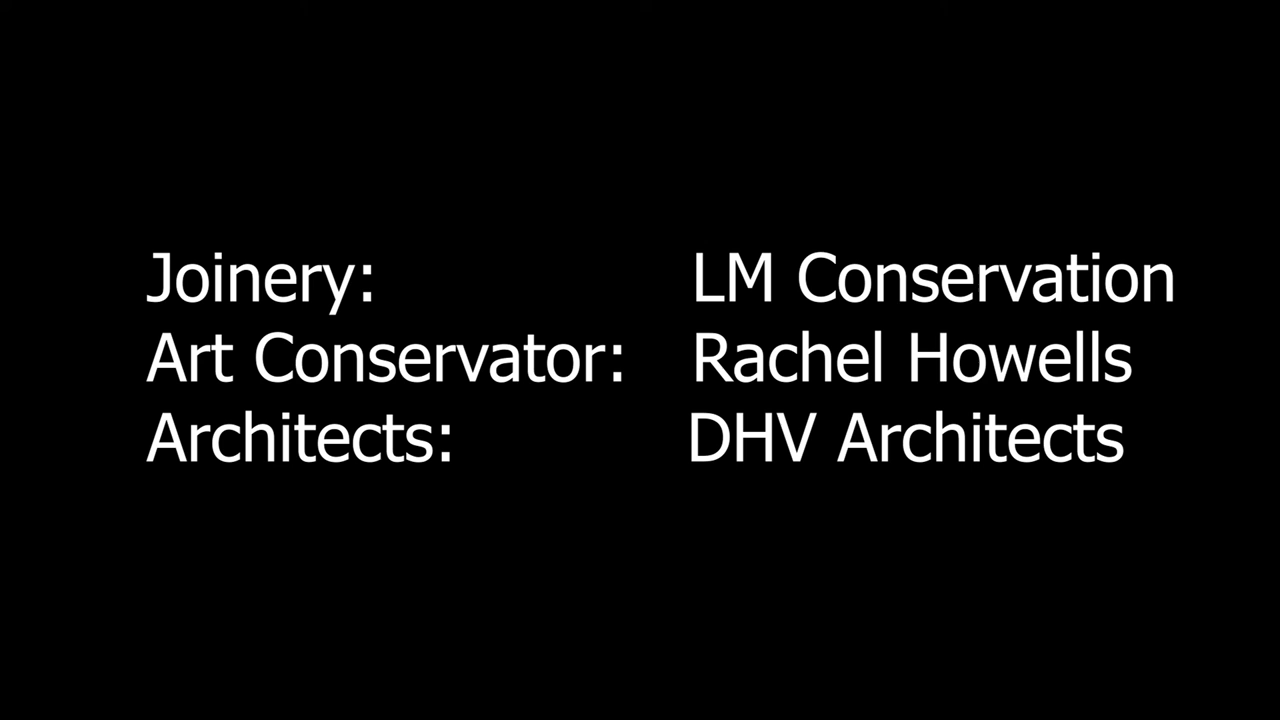 Joinery: LM Conservation
Art Conservator: Rachel Howells
Architects: DHV Architects